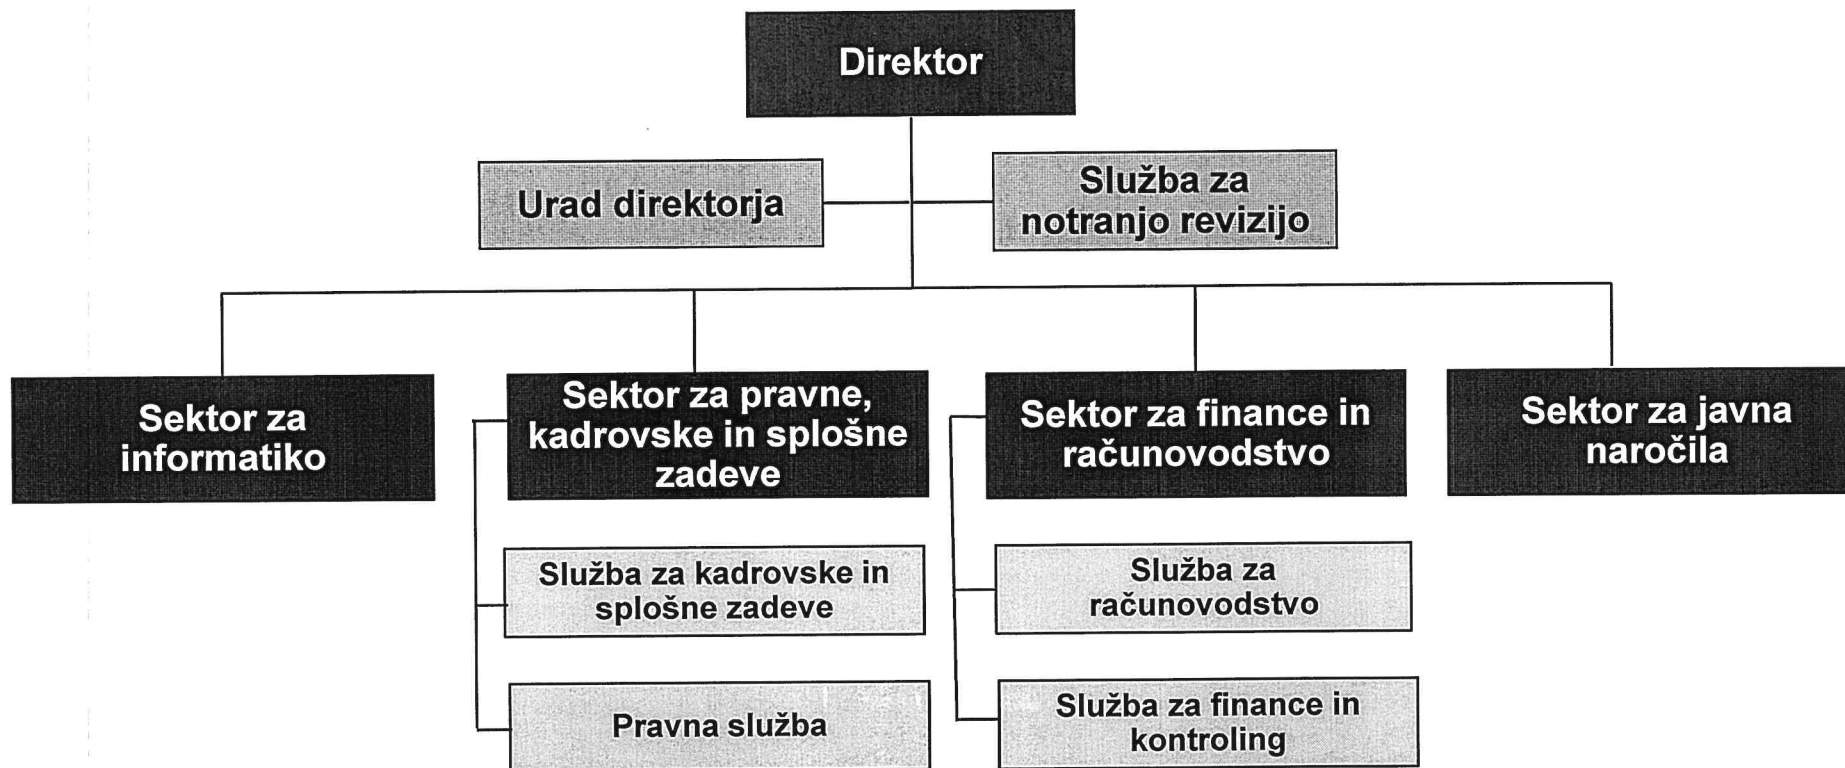 Direktor
Urad direktorja
Služba za
notranjo revizijo
Sektor za
informatiko
Sektor za pravne,
kadrovske in splošne
zadeve
Sektor za finance in
računovodstvo
Sektor za javna
naročila
Služba za kadrovske in
splošne zadeve
Služba za
računovodstvo
Pravna služba
Služba za finance in
kontroling